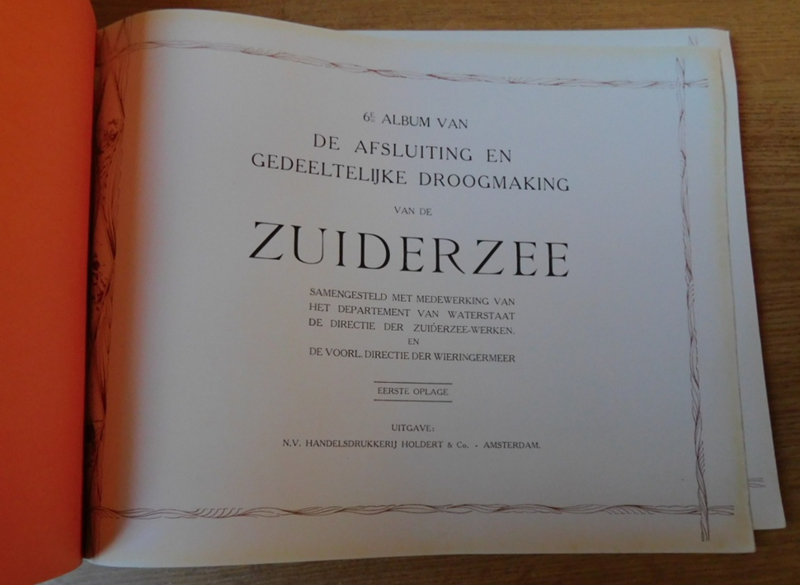 6E ALBUM VAN
DE AFSLUITING EN
GEDEELTELIJKE DROOGMAKING
VAN DE
ZUIDERZEE
SAMENGESTELD MET MEDEWERKING VAN
HET DEPARTEMENT VAN WATERSTAAT
DE DIRECTIE DER ZUIDERZEE-WERKEN.
EN
DE VOORL. DIRECTIE DER WIERINGERMEER
EERSTE OPLAGE
UITGAVE:
N.V. HANDELSDRUKKERIJ HOLDERT & Co. - AMSTERDAM.